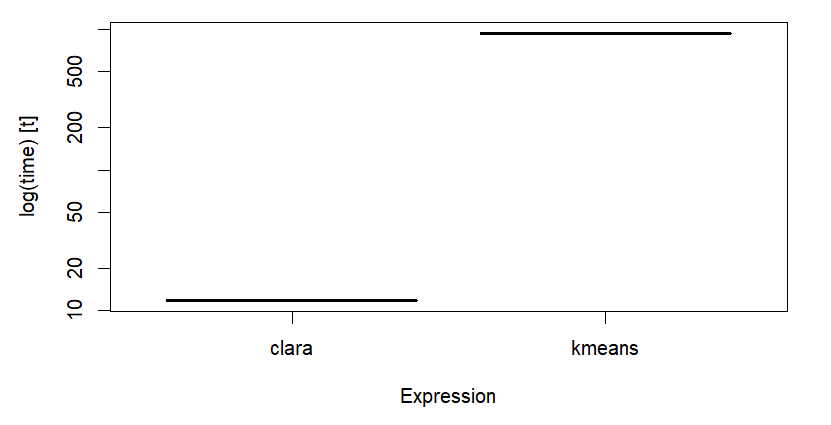 log(time) [t]
500
200
50
20
10
clara
kmeans
Expression